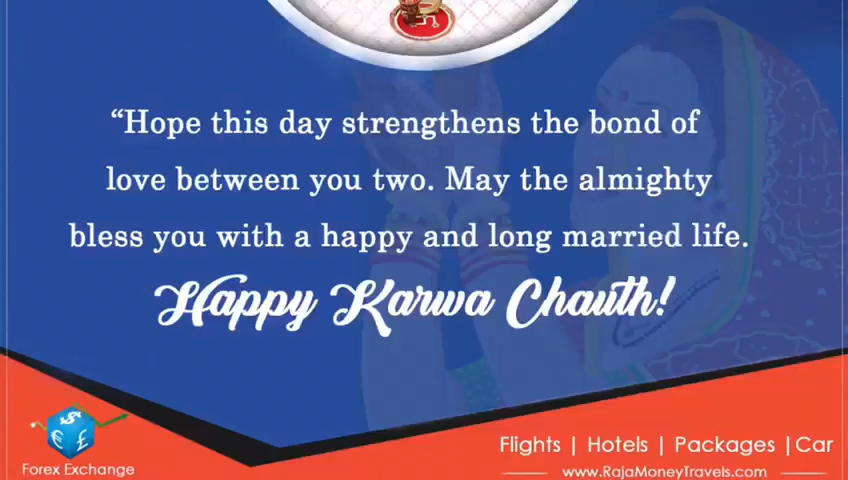 “Hope this day strengthens the bond of
love between you two. May the almighty
bless you with a happy and long married life.
Happy Karwa Chauth!
Forex Exchange
Flights | Hotels | Packages |Car
www.RajaMoneyTravels.com